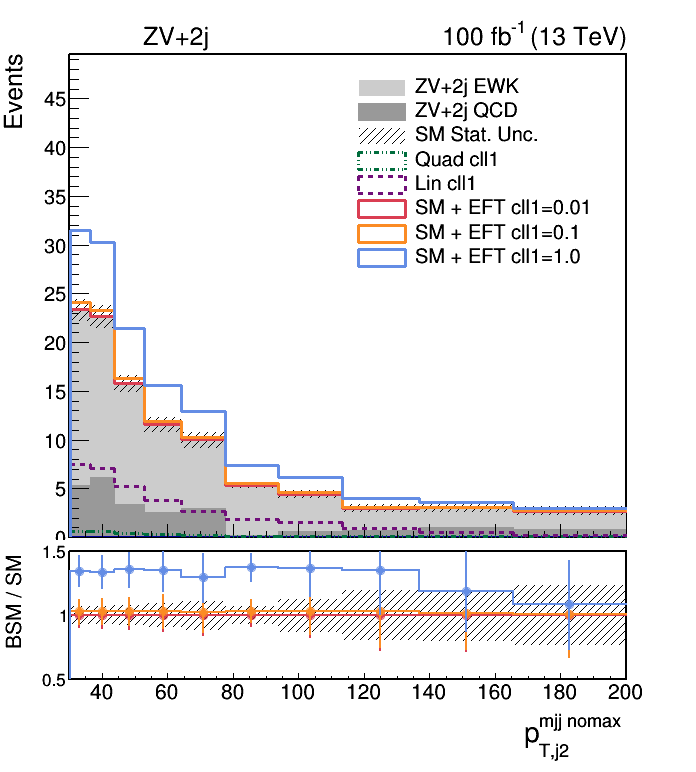 ZV+2j 100 fb-1 (13 TeV)
Events
45
40
35
30
25
20
15
10
5
0
ZV+2j EWK
ZV+2j QCD
SM Stat. Unc.
Quad cll1
Lin cll1
SM + EFT cll1=0.01
SM + EFT cll1=0.1
SM + EFT cll1=1.0
BSM / SM
1.5
1
0.5
40 60 80 100 120 140 160 180 200
p T,j2 mjj nomax